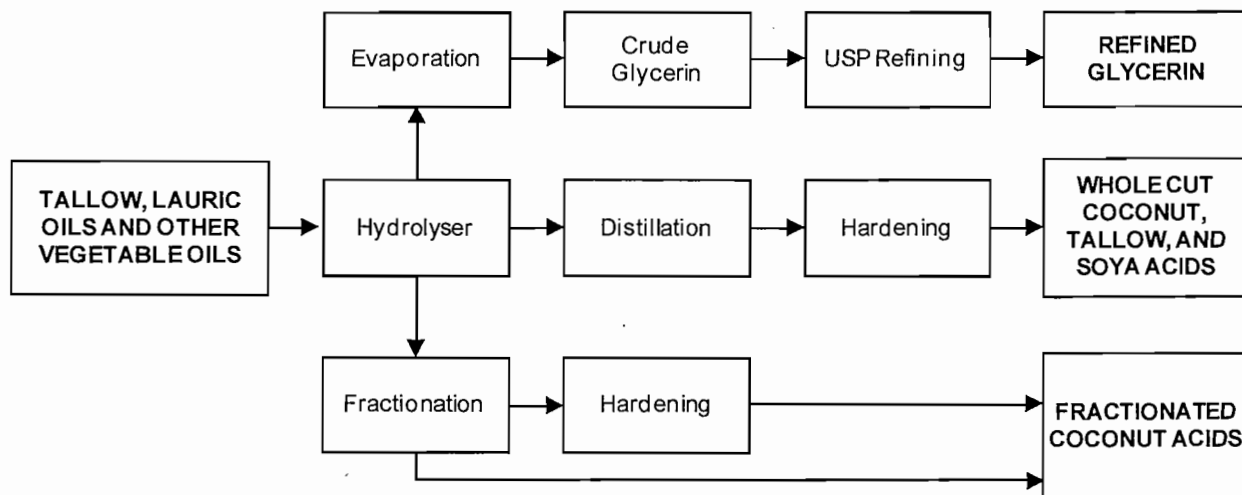 Evaporation
Crude
Glycerin
USP Refining
REFINED
GLYCERIN
TALLOW, LAURIC
OILS AND OTHER
VEGETABLE OILS
Hydrolyser
Distillation
Hardening
WHOLE CUT
COCONUT,
TALLOW, AND
SOYA ACIDS
Fractionation
Hardening
FRACTIONATED
COCONUT ACIDS